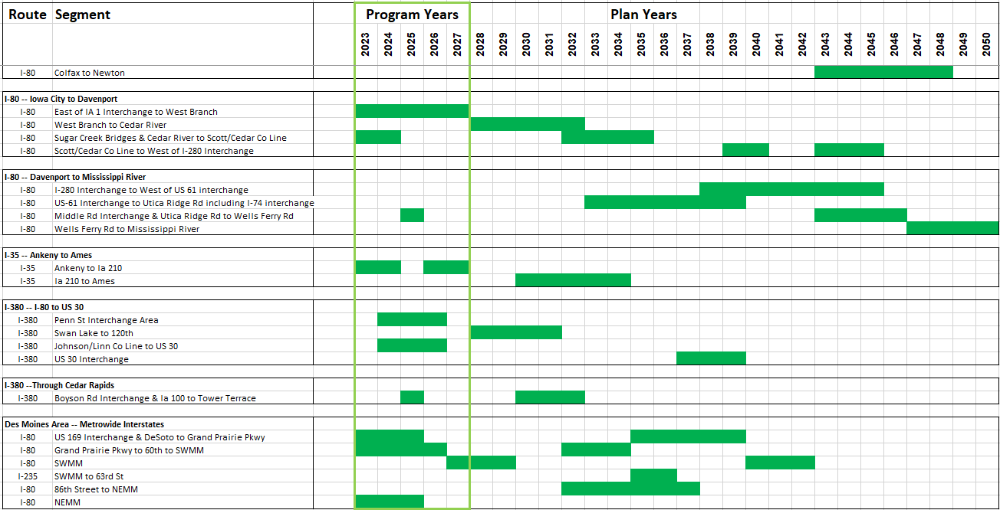 Route Segment Program Years Plan Years
2023 2024 2025 2026 2027 2028 2029 2030 2031 2032 2033 2034 2035 2036 2037 2038 2039 2040 2041 2042 2043 2044 2045 2046 2047 2048 2049 2050
I-80 Colfax to Newton
I-80 -- Iowa City to Davenport
I-80 East of IA 1 Interchange to West Branch
I-80 West Branch to Cedar River
I-80 Sugar Creek Bridges & Cedar River to Scott/Cedar Co Line
I-80 Scott/Cedar Co Line to West of I-280 Interchange
I-80 -- Davenport to Mississippi River
I-80 I-280 Interchange to West of US 61 interchange
I-80 US-61 Interchange to Utica Ridge Rd including I-74 interchange
I-80 Middle Rd Interchange & Utica Ridge Rd to Wells Ferry Rd
I-80 Wells Ferry Rd to Mississippi River
I-35 -- Ankeny to Ames
I-35 Ankeny to Ia 210
I-35 Ia 210 to Ames
I-380 -- I-80 to US 30
I-380 Penn St Interchange Area
I-380 Swan Lake to 120th
I-380 Johnson/Linn Co Line to US 30
I-380 US 30 Interchange
I-380 --Through Cedar Rapids
I-380 Boyson Rd Interchange & Ia 100 to Tower Terrace
Des Moines Area -- Metrowide Interstates
I-80 US 169 Interchange & DeSoto to Grand Prairie Pkwy
I-80 Grand Prairie Pkwy to 60th to SWMM
I-80 SWMM
I-235 SWMM to 63rd St
I-80 86th Street to NEMM
I-80 NEMM